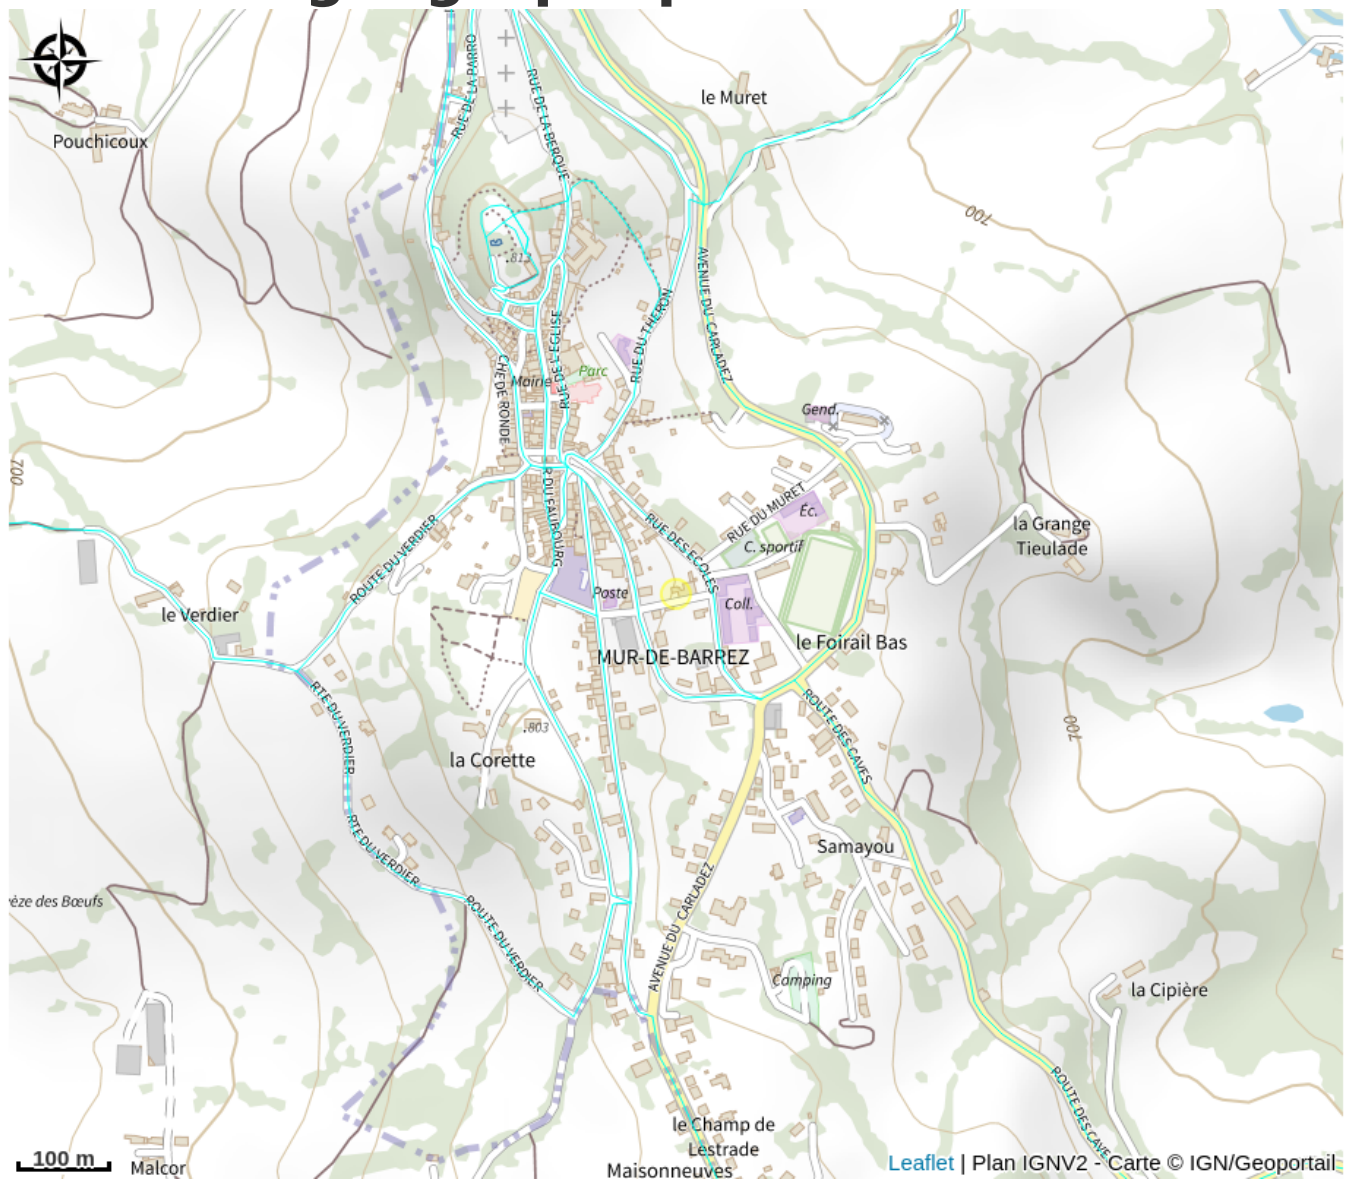 RUE DE LA PARRO
RUE DE LA BERQUE
le Muret
Pouchicoux
700
8
.813
AVENUE DU CARLADEZ
RUE DU THERON
RUE DE L'EGLISE
CHE DE RONDE
Mairie
Parc
Gend.
700
R DU FAUBOURG
RUE DU MURET
Éc.
RUE DES ECOLES
C. sportif
la Grange
Tieulade
ROUTE DU VERDIER
Poste
Coll.
le Verdier
le Foirail Bas
MUR-DE-BARREZ
RTE DU VERDIER
ROUTE DES CAVES
700
.803
la Corette
RTE DU VERDIER
Samayou
èze des Bœufs
ROUTE DU VERDIER
AVENUE DU CARLADEZ
Camping
la Cipière
ROUTE DES CAVES
le Champ de
Lestrade
100 m
Malcor
Maisonneuves
Leaflet | Plan IGNV2 - Carte © IGN/Geoportail